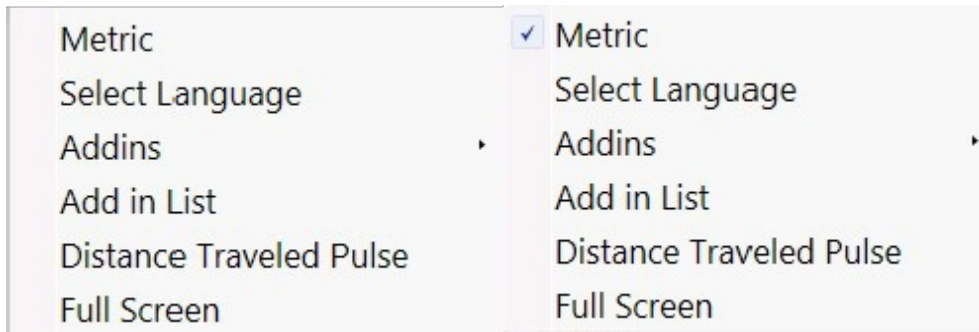 Metric
Select Language
Addins
Add in List
Distance Traveled Pulse
Full Screen
Metric
Select Language
Addins
Add in List
Distance Traveled Pulse
Full Screen